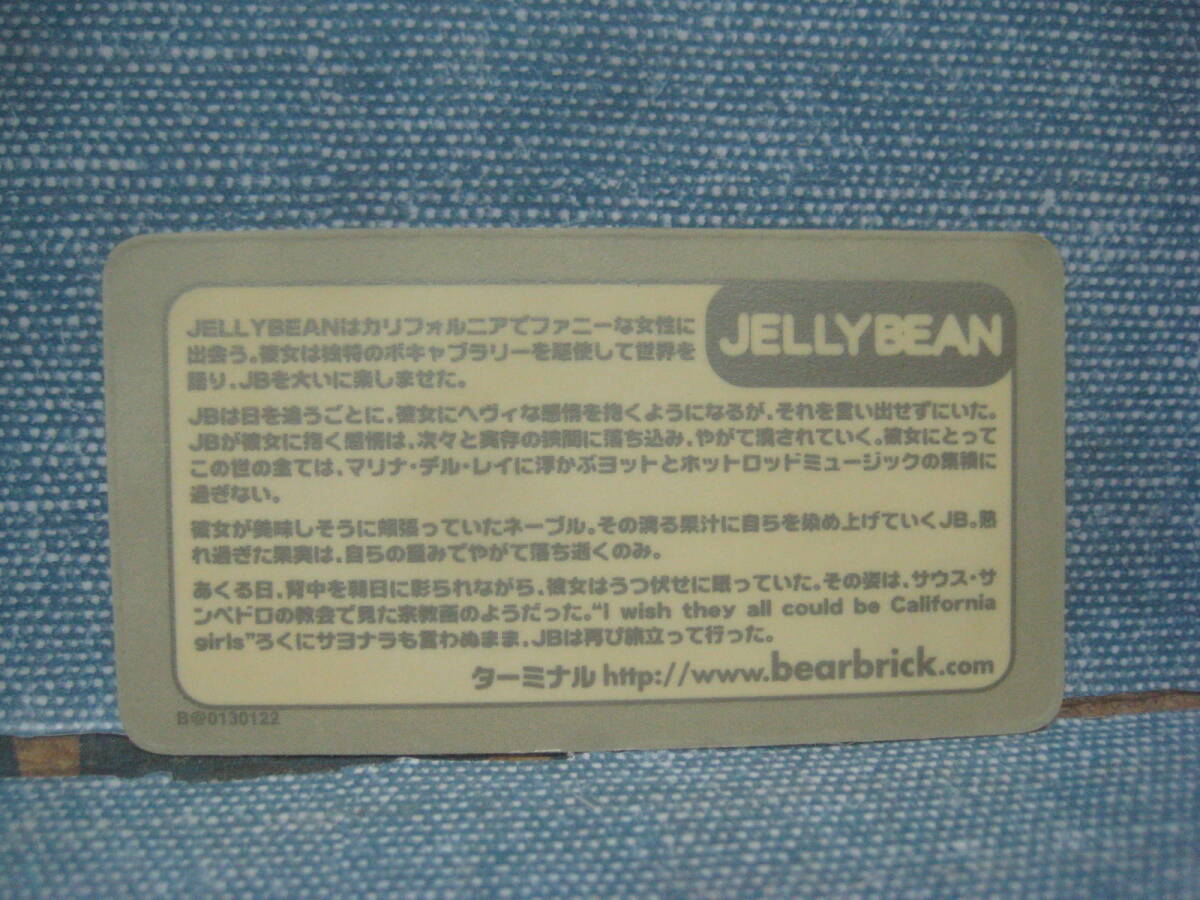 JELLYBEAN
JELLYBEANはカリフォルニアでファニーな女性に
出会う。彼女は独特のボキャブラリーを駆使して世界を
語り、JBを大いに楽しませた。
JBは日を追うごとに、彼女にヘヴィな感情を抱くようになるが、それを言い出せずにいた。
JBが彼女に抱く感情は、次々と実存の狭間に落ち込み、やがて潰されていく。彼女にとって
この世の全ては、マリナ・デル・レイに浮かぶヨットとホットロッドミュージックの集積に
過ぎない。
彼女が美味しそうに頬張っていたネーブル。その滴る果汁に自らを染め上げていくJB。熟
れ過ぎた果実は、自らの重みでやがて落ち逝くのみ。
あくる日、背中を朝日に彩られながら、彼女はうつ伏せに眠っていた。その姿は、サウス・サ
ンペドロの教会で見た宗教画のようだった。“I wish they all could be California
girls”ろくにサヨナラも言わぬまま、JBは再び旅立って行った。
ターミナル http://www.bearbrick.com
B@0130122